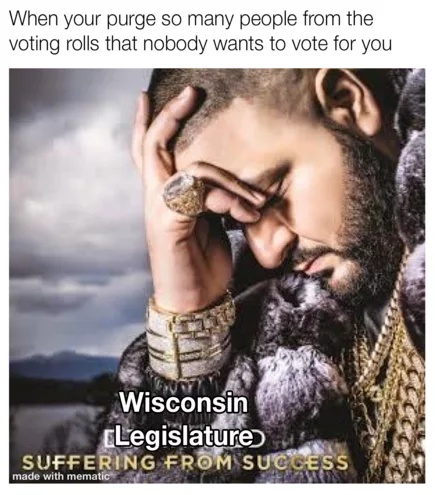 When your purge so many people from the
voting rolls that nobody wants to vote for you
Wisconsin
Legislature
SUFFERING FROM SUCCESS
made with mematic